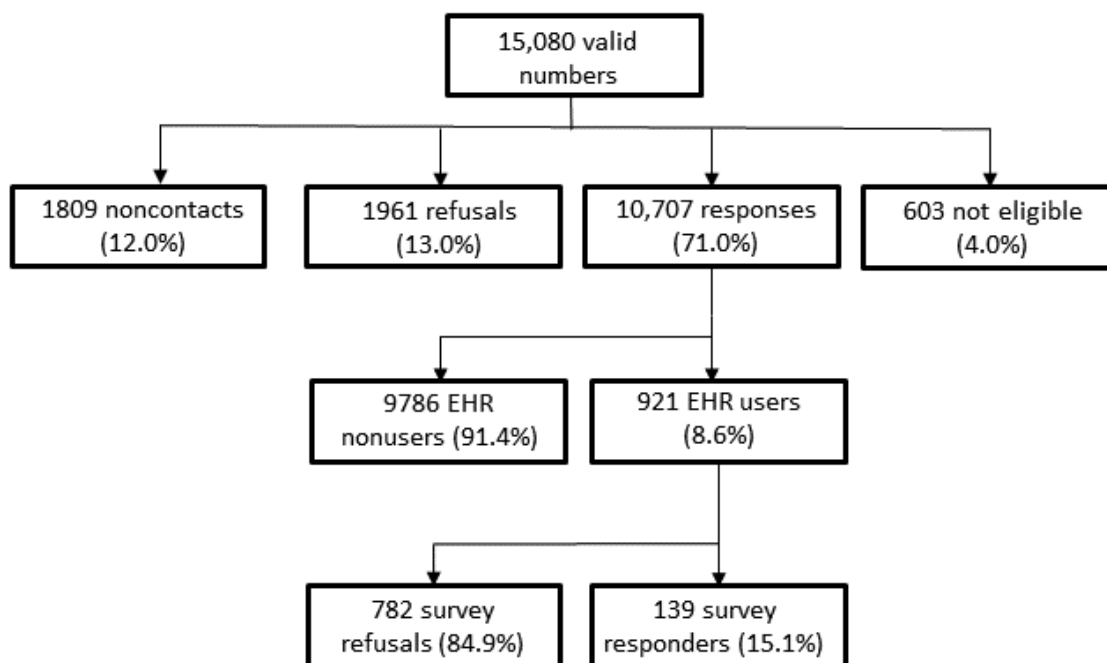 15,080 valid
numbers
1809 noncontacts
(12.0%)
1961 refusals
(13.0%)
10,707 responses
(71.0%)
603 not eligible
(4.0%)
9786 EHR
nonusers (91.4%)
921 EHR users
(8.6%)
782 survey
refusals (84.9%)
139 survey
responders (15.1%)